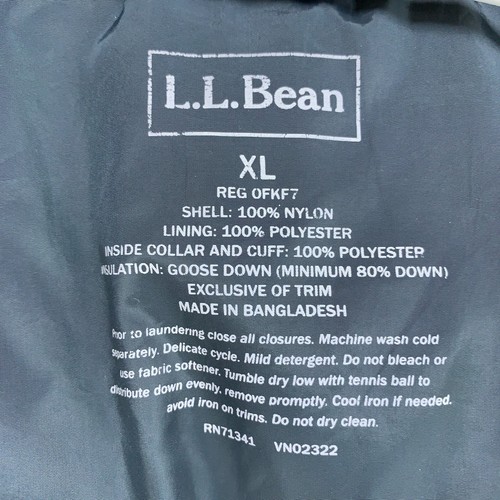 L.L.Bean
XL
REG 0FKF7
SHELL: 100% NYLON
LINING: 100% POLYESTER
INSIDE COLLAR AND CUFF: 100% POLYESTER
INSULATION: GOOSE DOWN (MINIMUM 80% DOWN)
EXCLUSIVE OF TRIM
MADE IN BANGLADESH
Prior to laundering close all closures. Machine wash cold
separately. Delicate cycle. Mild detergent. Do not bleach or
use fabric softener. Tumble dry low with tennis ball to
distribute down evenly, remove promptly. Cool iron if needed.
avoid iron on trims. Do not dry clean.
RN71341 VN02322